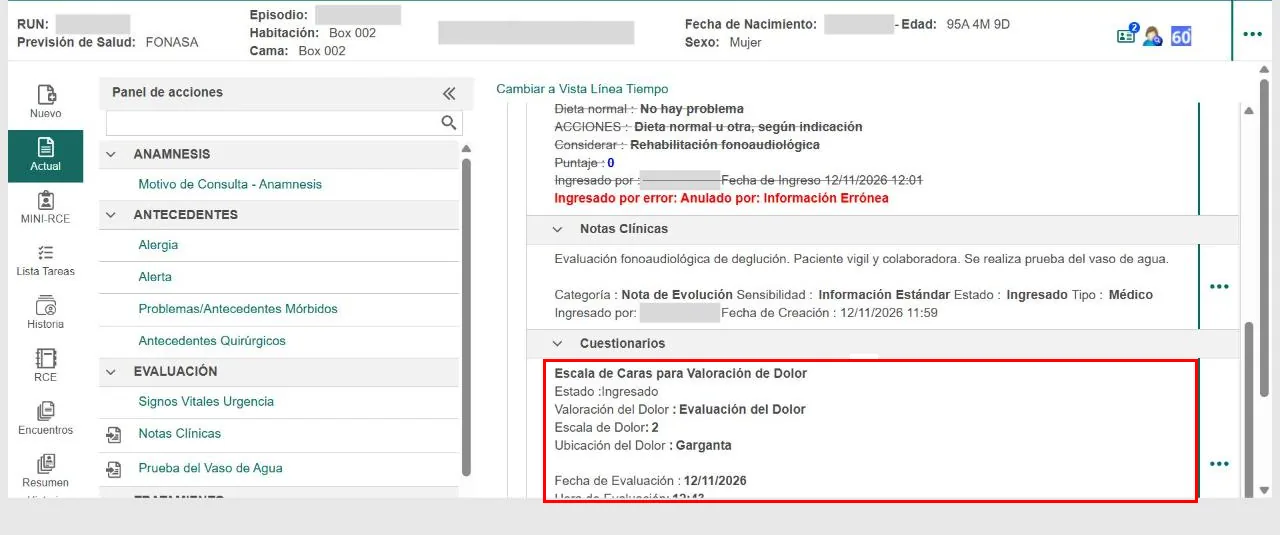 RUN:
Previsión de Salud: FONASA
Episodio:
Habitación: Box 002
Cama: Box 002
Fecha de Nacimiento: - Edad: 95A 4M 9D
Sexo: Mujer
2
60
Nuevo
Actual
MINI-RCE
Lista Tareas
Historia
RCE
Encuentros
Resumen
Panel de acciones
ANAMNESIS
Motivo de Consulta - Anamnesis
ANTECEDENTES
Alergia
Alerta
Problemas/Antecedentes Mórbidos
Antecedentes Quirúrgicos
EVALUACIÓN
Signos Vitales Urgencia
Notas Clínicas
Prueba del Vaso de Agua
TRATAMIENTO
Cambiar a Vista Línea Tiempo
Dieta normal : No hay problema
ACCIONES : Dieta normal u otra, según indicación
Considerar : Rehabilitación fonoaudiológica
Puntaje : 0
Ingresado por : Fecha de Ingreso 12/11/2026 12:01
Ingresado por error: Anulado por: Información Errónea
Notas Clínicas
Evaluación fonoaudiológica de deglución. Paciente vigil y colaboradora. Se realiza prueba del vaso de agua.
Categoría : Nota de Evolución Sensibilidad : Información Estándar Estado : Ingresado Tipo : Médico
Ingresado por: Fecha de Creación : 12/11/2026 11:59
Cuestionarios
Escala de Caras para Valoración de Dolor
Estado :Ingresado
Valoración del Dolor : Evaluación del Dolor
Escala de Dolor: 2
Ubicación del Dolor : Garganta
Fecha de Evaluación : 12/11/2026
Hora de Evaluación: 12:43